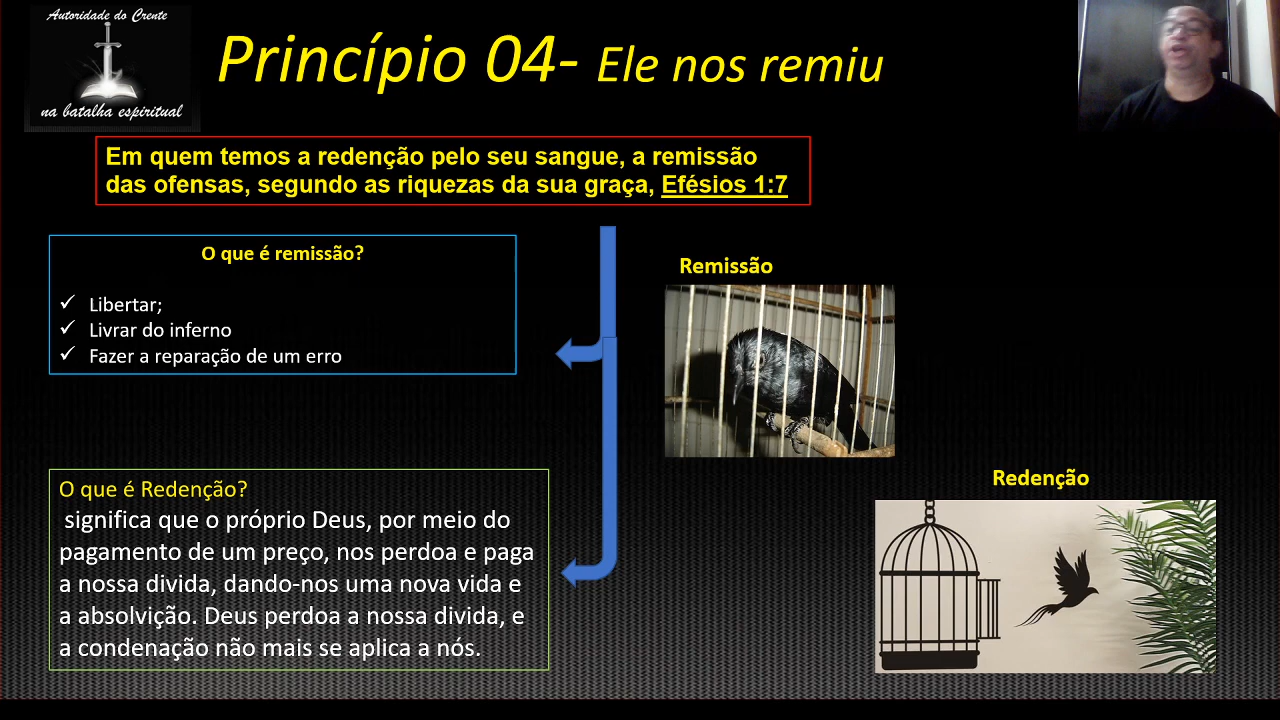 Autoridade do Crente
na batalha espiritual
Princípio 04- Ele nos remiu
Em quem temos a redenção pelo seu sangue, a remissão
das ofensas, segundo as riquezas da sua graça, Efésios 1:7
O que é remissão?
✓ Libertar;
✓ Livrar do inferno
✓ Fazer a reparação de um erro
Remissão
O que é Redenção?
significa que o próprio Deus, por meio do
pagamento de um preço, nos perdoa e paga
a nossa divida, dando-nos uma nova vida e
a absolvição. Deus perdoa a nossa divida, e
a condenação não mais se aplica a nós.
Redenção